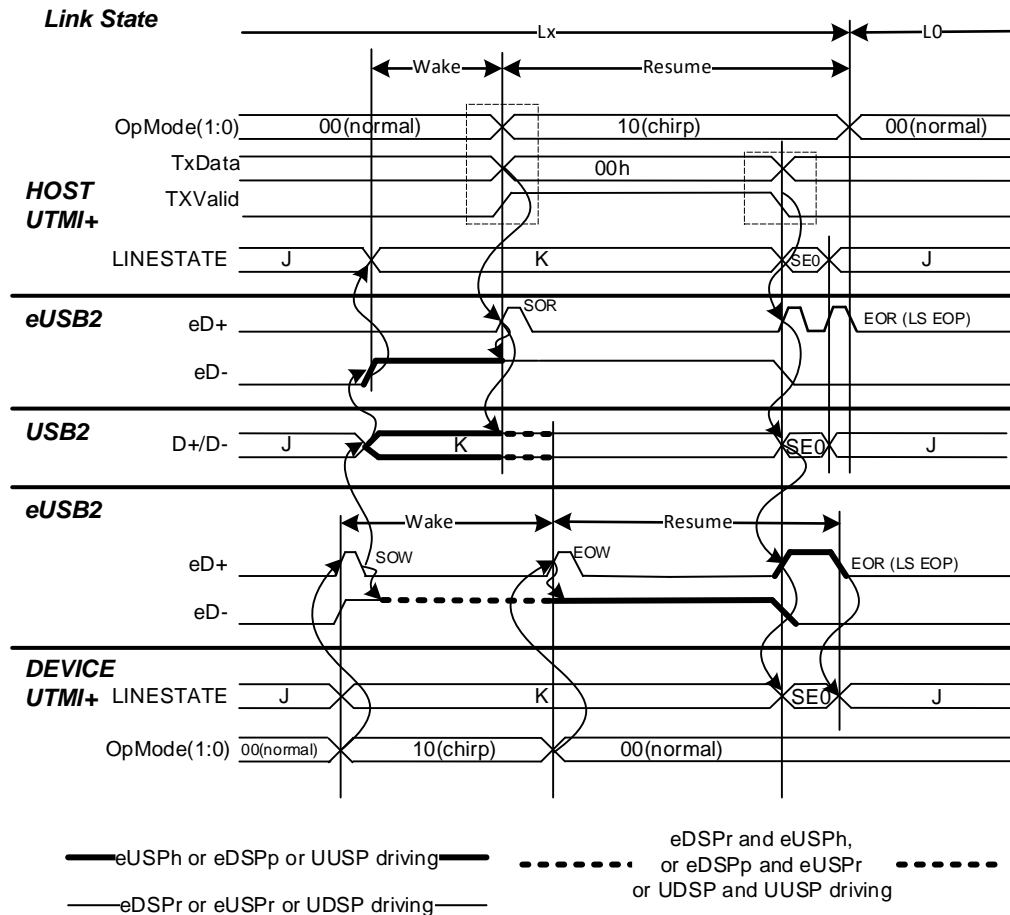 Link State
Lx
L0
Wake
Resume
OpMode(1:0)
00(normal)
10(chirp)
00(normal)
TxData
00h
HOST
UTMI+
TXValid
LINESTATE
J
K
SE0
J
eUSB2
eD+
SOR
EOR (LS EOP)
eD-
USB2
D+/D-
J
K
SE0
J
eUSB2
Wake
Resume
eD+
SOW
EOW
EOR (LS EOP)
eD-
DEVICE
UTMI+
LINESTATE
J
K
SE0
J
OpMode(1:0)
00(normal)
10(chirp)
00(normal)
eUSPh or eDSPp or UUSP driving
eDSPr and eUSPh,
or eDSPp and eUSPr
or UDSP and UUSP driving
eDSPr or eUSPr or UDSP driving